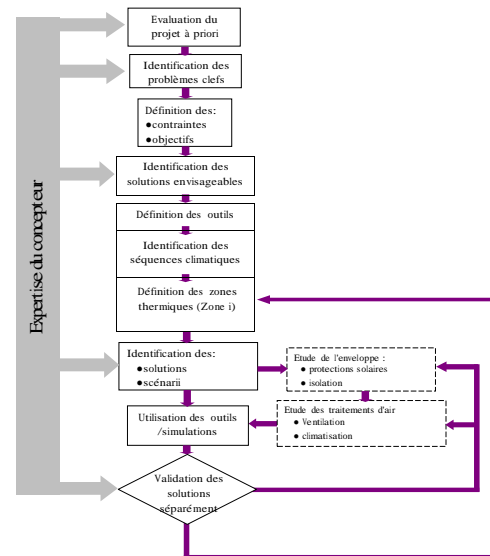 Expertise du concepteur
Evaluation du
projet à priori
Identification des
problèmes clefs
Définition des:
●contraintes
●objectifs
Identification des
solutions envisageables
Définition des outils
Identification des
séquences climatiques
Définition des zones
thermiques (Zone i)
Identification des:
●solutions
●scénarii
Etude de l'enveloppe :
● protections solaires
● isolation
Etude des traitements d'air
● Ventilation
● climatisation
Utilisation des outils
/simulations
Validation des
solutions
séparément